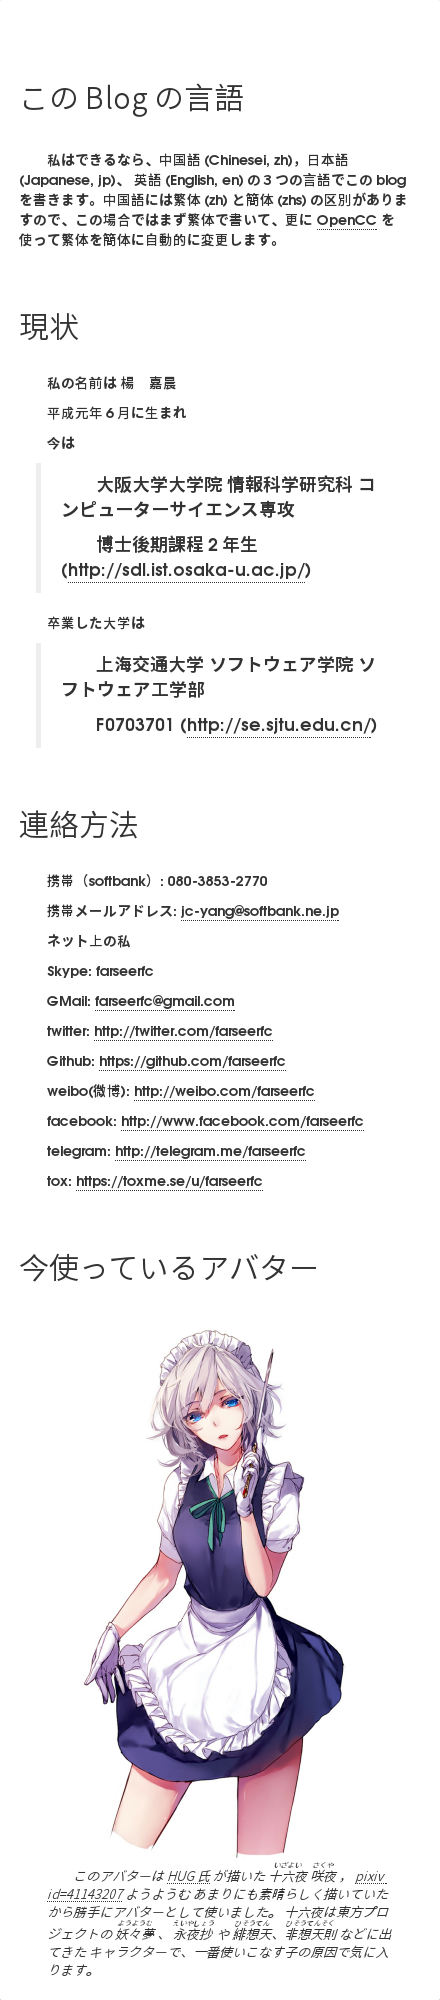 この Blog の言語
私はできるなら、中国語 (Chinesei, zh)，日本語
(Japanese, jp)、 英語 (English, en) の 3 つの言語でこの blog
を書きます。中国語には繁体 (zh) と簡体 (zhs) の区別がありま
すので、この場合ではまず繁体で書いて、更に OpenCC を
使って繁体を簡体に自動的に変更します。
現状
私の名前は 楊　嘉晨
平成元年 6 月に生まれ
今は
大阪大学大学院 情報科学研究科 コ
ンピューターサイエンス専攻
博士後期課程 2 年生
(http://sdl.ist.osaka-u.ac.jp/)
卒業した大学は
上海交通大学 ソフトウェア学院 ソ
フトウェア工学部
F0703701 (http://se.sjtu.edu.cn/)
連絡方法
携帯（softbank）: 080-3853-2770
携帯メールアドレス: jc-yang@softbank.ne.jp
ネット上の私
Skype: farseerfc
GMail: farseerfc@gmail.com
twitter: http://twitter.com/farseerfc
Github: https://github.com/farseerfc
weibo(微博): http://weibo.com/farseerfc
facebook: http://www.facebook.com/farseerfc
telegram: http://telegram.me/farseerfc
tox: https://toxme.se/u/farseerfc
今使っているアバター
いざよい さくや
このアバターは HUG 氏 が描いた 十六夜 咲夜 ， pixiv
id=41143207 ようようむ あまりにも素晴らしく描いていた
から勝手にアバターとして使いました。 十六夜は東方プロ
ようようむ えいやしょう ひそうてん ひそうてんそく
ジェクトの 妖々夢 、 永夜抄 や 緋想天、非想天則 などに出
てきた キャラクターで、一番使いこなす子の原因で気に入
ります。